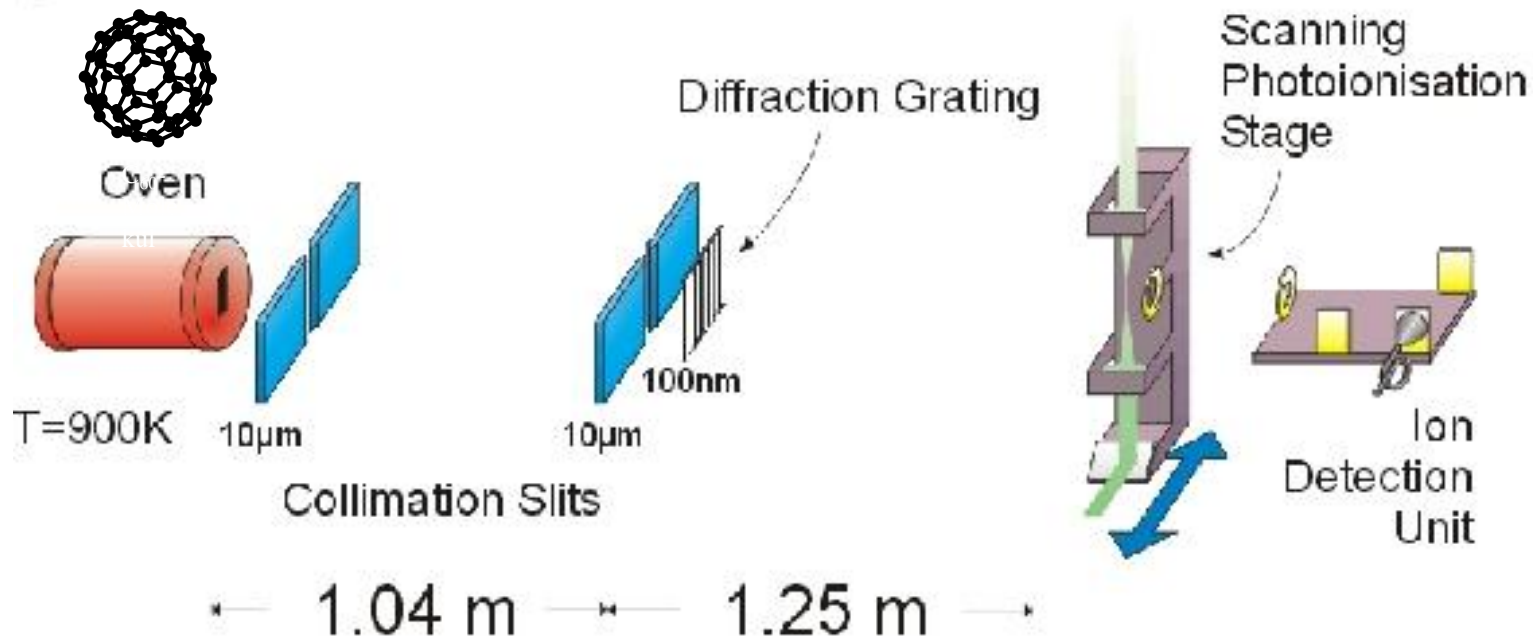 Scanning
Photoionisation
Stage
Diffraction Grating
Oven
kul
100nm
T=900K
10µm
10µm
Collimation Slits
Ion
Detection
Unit
1.04 m
1.25 m